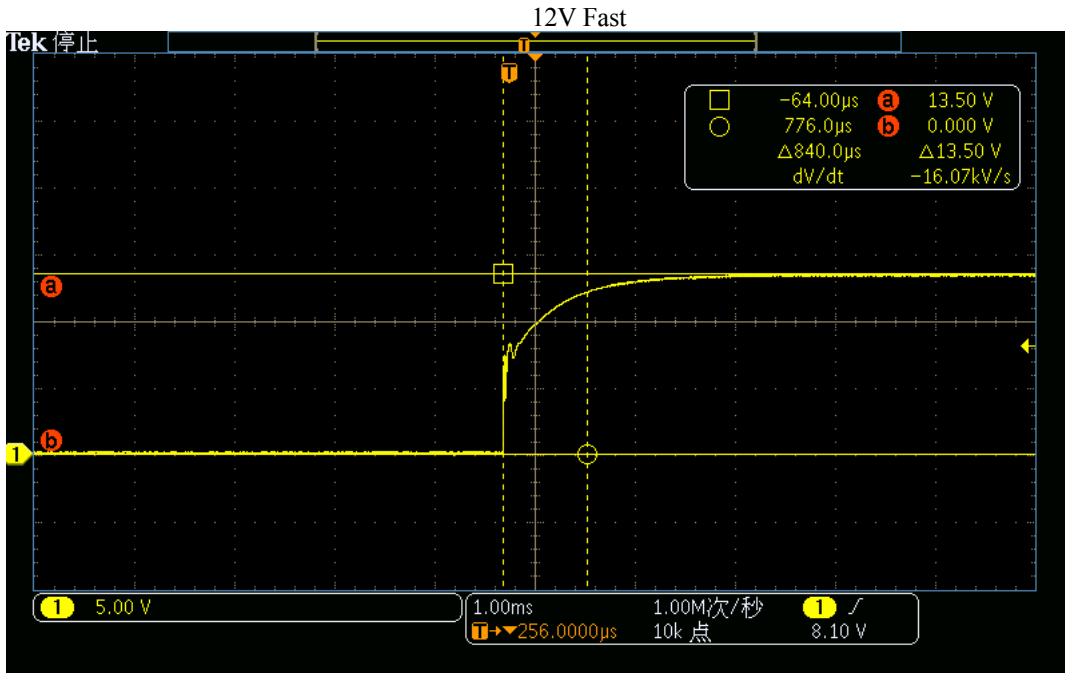 12V Fast
Tek 停止
T
T
-64.00µs a 13.50 V
776.0µs b 0.000 V
△840.0µs △13.50 V
dV/dt -16.07kV/s
a
b
1
1 5.00 V
1.00ms 1.00M次/秒 1 ∕
T→▼256.0000µs 10k 点 8.10 V